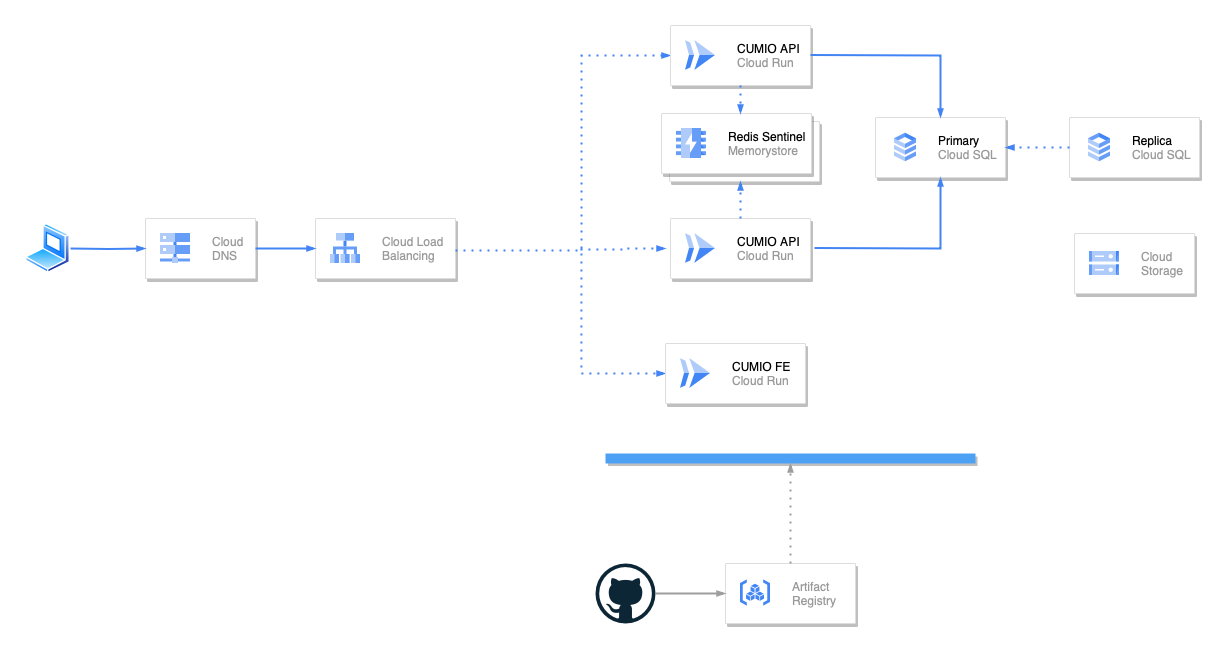 CUMIO API
Cloud Run
Redis Sentinel
Memorystore
Primary
Cloud SQL
Replica
Cloud SQL
Cloud
DNS
Cloud Load
Balancing
CUMIO API
Cloud Run
Cloud
Storage
CUMIO FE
Cloud Run
Artifact
Registry